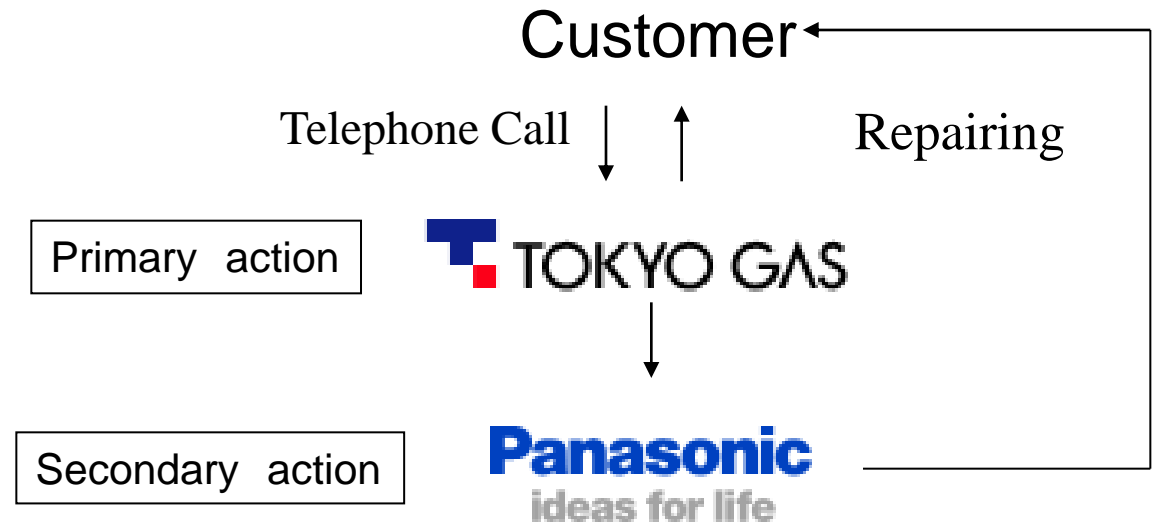 Customer
Telephone Call
Repairing
Primary action
TOKYO GAS
Secondary action
Panasonic
ideas for life